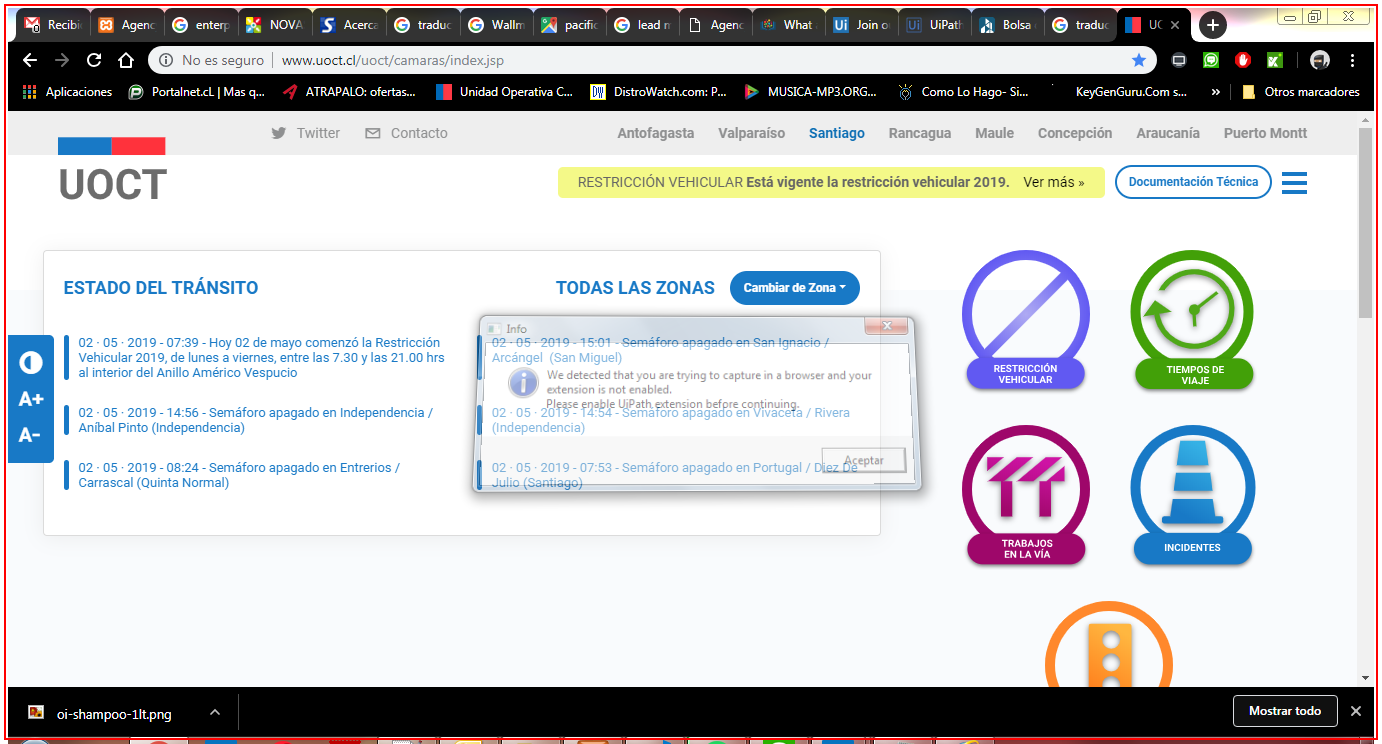 Recibi
Agenc
enterp
NOVA
Acerca
traduc
Wallm
pacific
lead m
Agenc
What a
Join o
UiPath
Bolsa
traduc
UC
No es seguro
www.uoct.cl/uoct/camaras/index.jsp
Aplicaciones
Portalnet.cL | Mas q...
ATRAPALO: ofertas...
Unidad Operativa C...
DistroWatch.com: P...
MUSICA-MP3.ORG...
Como Lo Hago- Si...
KeyGenGuru.Com s...
»
Otros marcadores
Twitter
Contacto
Antofagasta
Valparaíso
Santiago
Rancagua
Maule
Concepción
Araucanía
Puerto Montt
UOCT
RESTRICCIÓN VEHICULAR Está vigente la restricción vehicular 2019. Ver más »
Documentación Técnica
ESTADO DEL TRÁNSITO
TODAS LAS ZONAS
Cambiar de Zona
A+
A-
02 · 05 · 2019 - 07:39 - Hoy 02 de mayo comenzó la Restricción
Vehicular 2019, de lunes a viernes, entre las 7.30 y las 21.00 hrs
al interior del Anillo Américo Vespucio
02 · 05 · 2019 - 14:56 - Semáforo apagado en Independencia /
Aníbal Pinto (Independencia)
02 · 05 · 2019 - 08:24 - Semáforo apagado en Entrerios /
Carrascal (Quinta Normal)
02 · 05 · 2019 - 15:01 - Semáforo apagado en San Ignacio /
Arcángel (San Miguel)
02 · 05 · 2019 - 14:54 - Semáforo apagado en Vivaceta / Rivera
(Independencia)
02 · 05 · 2019 - 07:53 - Semáforo apagado en Portugal / Diez De
Julio (Santiago)
Info
We detected that you are trying to capture in a browser and your
extension is not enabled.
Please enable UiPath extension before continuing.
Aceptar
RESTRICCIÓN
VEHICULAR
TIEMPOS DE
VIAJE
TRABAJOS
EN LA VÍA
INCIDENTES
oi-shampoo-1lt.png
Mostrar todo